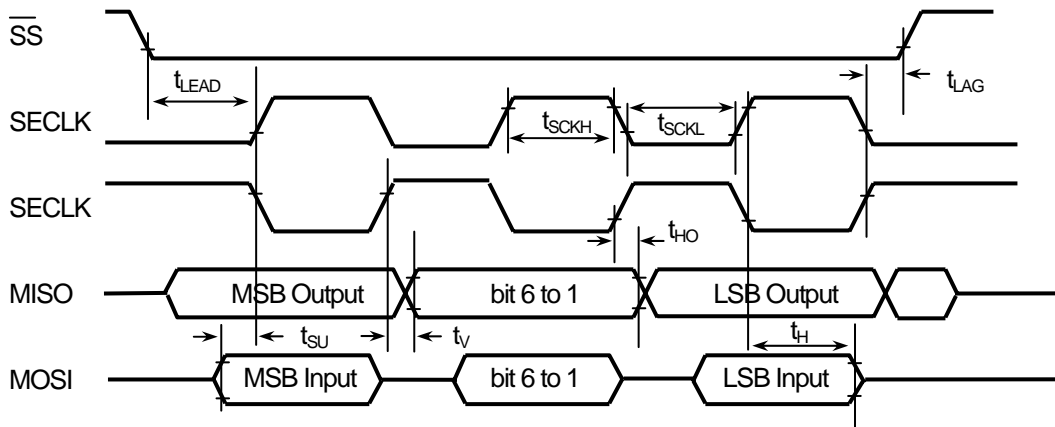 SS
tLEAD
tLAG
SECLK
tSCKH
tSCKL
SECLK
tHO
MISO
MSB Output
bit 6 to 1
LSB Output
tSU
tV
tH
MOSI
MSB Input
bit 6 to 1
LSB Input